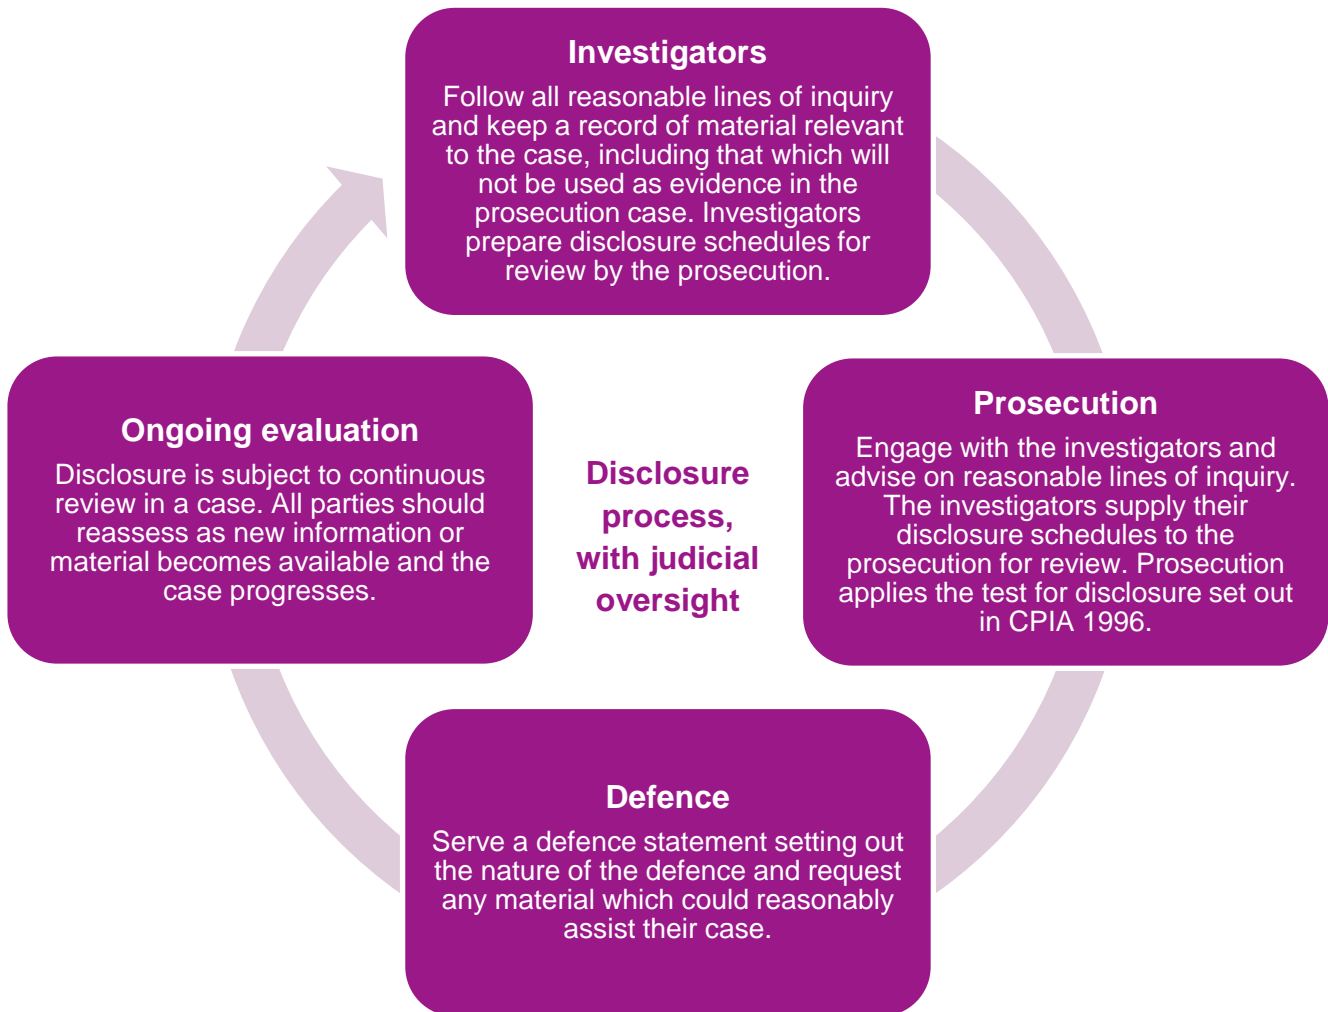 Investigators
Follow all reasonable lines of inquiry
and keep a record of material relevant
to the case, including that which will
not be used as evidence in the
prosecution case. Investigators
prepare disclosure schedules for
review by the prosecution.
Prosecution
Engage with the investigators and
advise on reasonable lines of inquiry.
The investigators supply their
disclosure schedules to the
prosecution for review. Prosecution
applies the test for disclosure set out
in CPIA 1996.
Defence
Serve a defence statement setting out
the nature of the defence and request
any material which could reasonably
assist their case.
Ongoing evaluation
Disclosure is subject to continuous
review in a case. All parties should
reassess as new information or
material becomes available and the
case progresses.
Disclosure
process,
with judicial
oversight